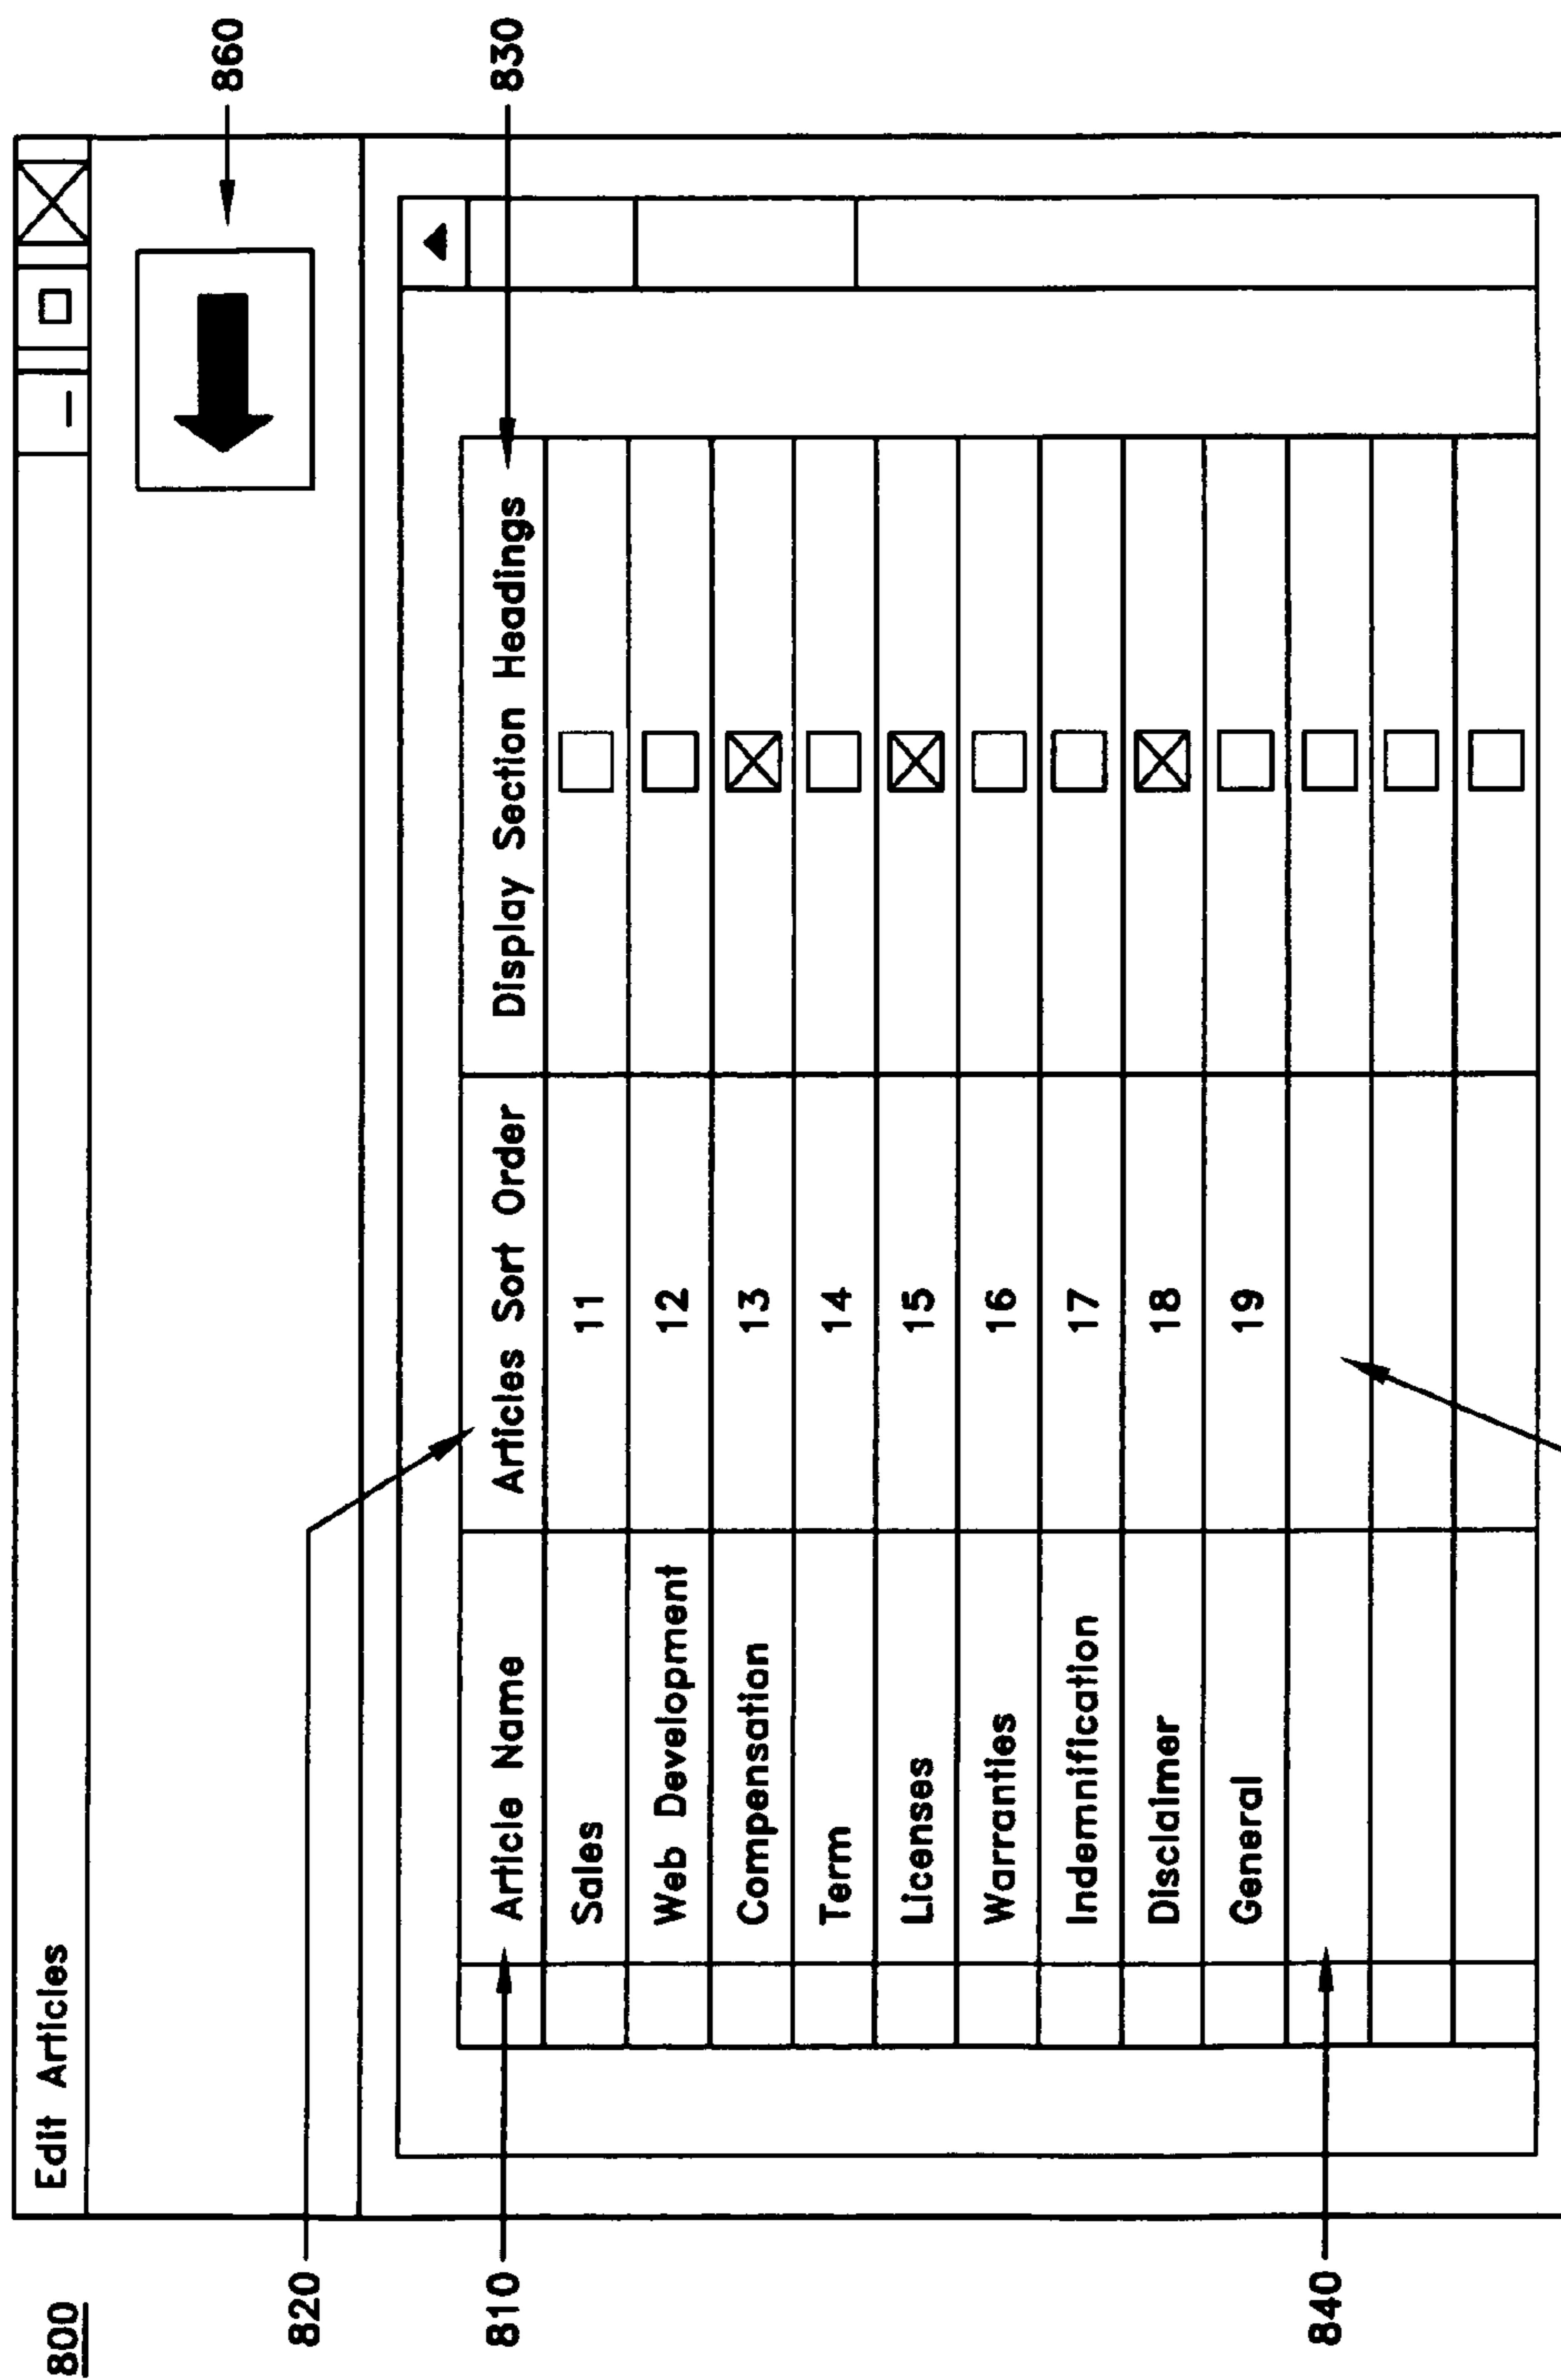 800
Edit Articles
860
820
810
Article Name Articles Sort Order Display Section Headings
830
Sales 11
Web Development 12
Compensation 13
Term 14
Licenses 15
Warranties 16
Indemnification 17
Disclaimer 18
General 19
840